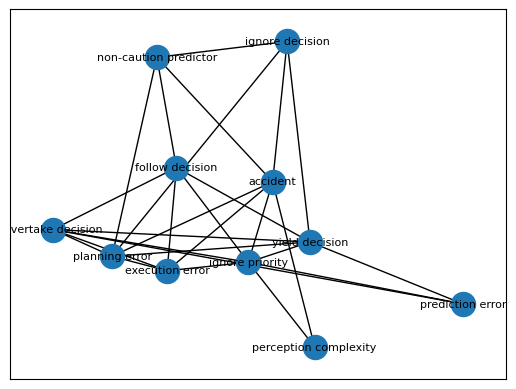 ignore decision
non-caution predictor
follow decision
accident
vertake decision
yield decision
planning error
ignore priority
execution error
prediction error
perception complexity